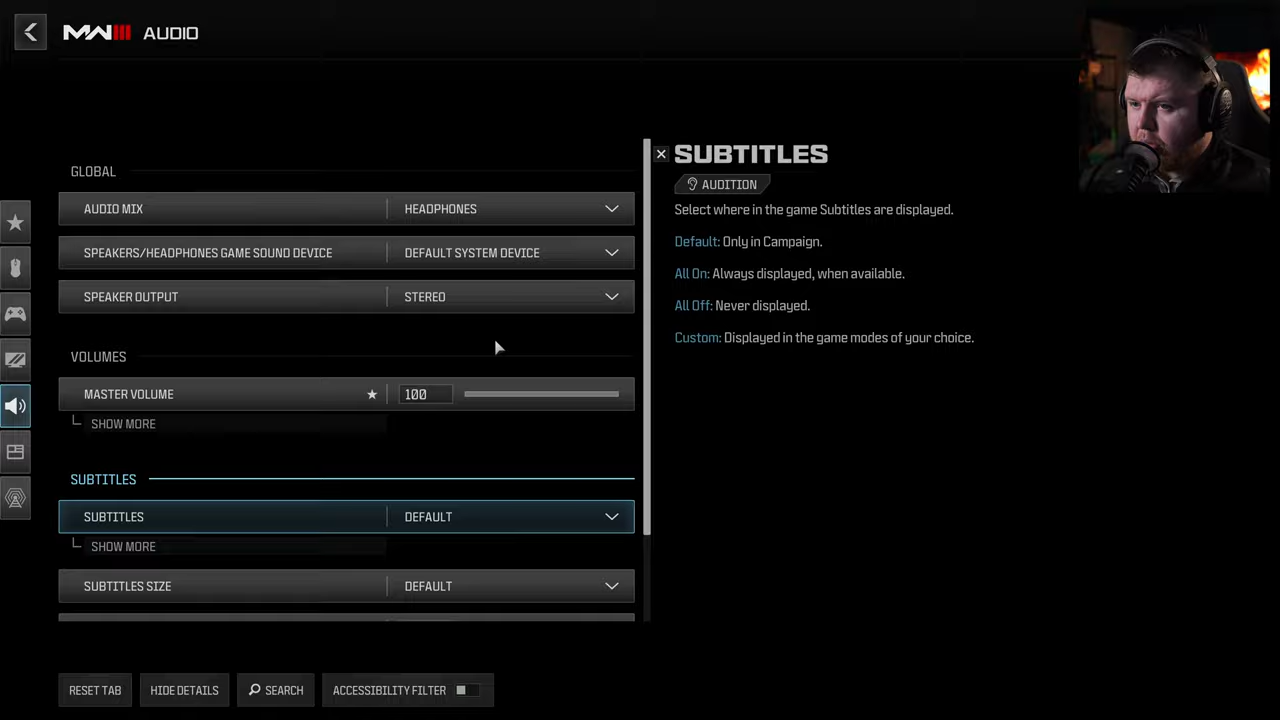 MWIII AUDIO
GLOBAL
AUDIO MIX HEADPHONES
SPEAKERS/HEADPHONES GAME SOUND DEVICE DEFAULT SYSTEM DEVICE
SPEAKER OUTPUT STEREO
VOLUMES
MASTER VOLUME 100
SHOW MORE
SUBTITLES
SUBTITLES DEFAULT
SHOW MORE
SUBTITLES SIZE DEFAULT
SUBTITLES
AUDITION
Select where in the game Subtitles are displayed.
Default: Only in Campaign.
All On: Always displayed, when available.
All Off: Never displayed.
Custom: Displayed in the game modes of your choice.
RESET TAB HIDE DETAILS SEARCH ACCESSIBILITY FILTER